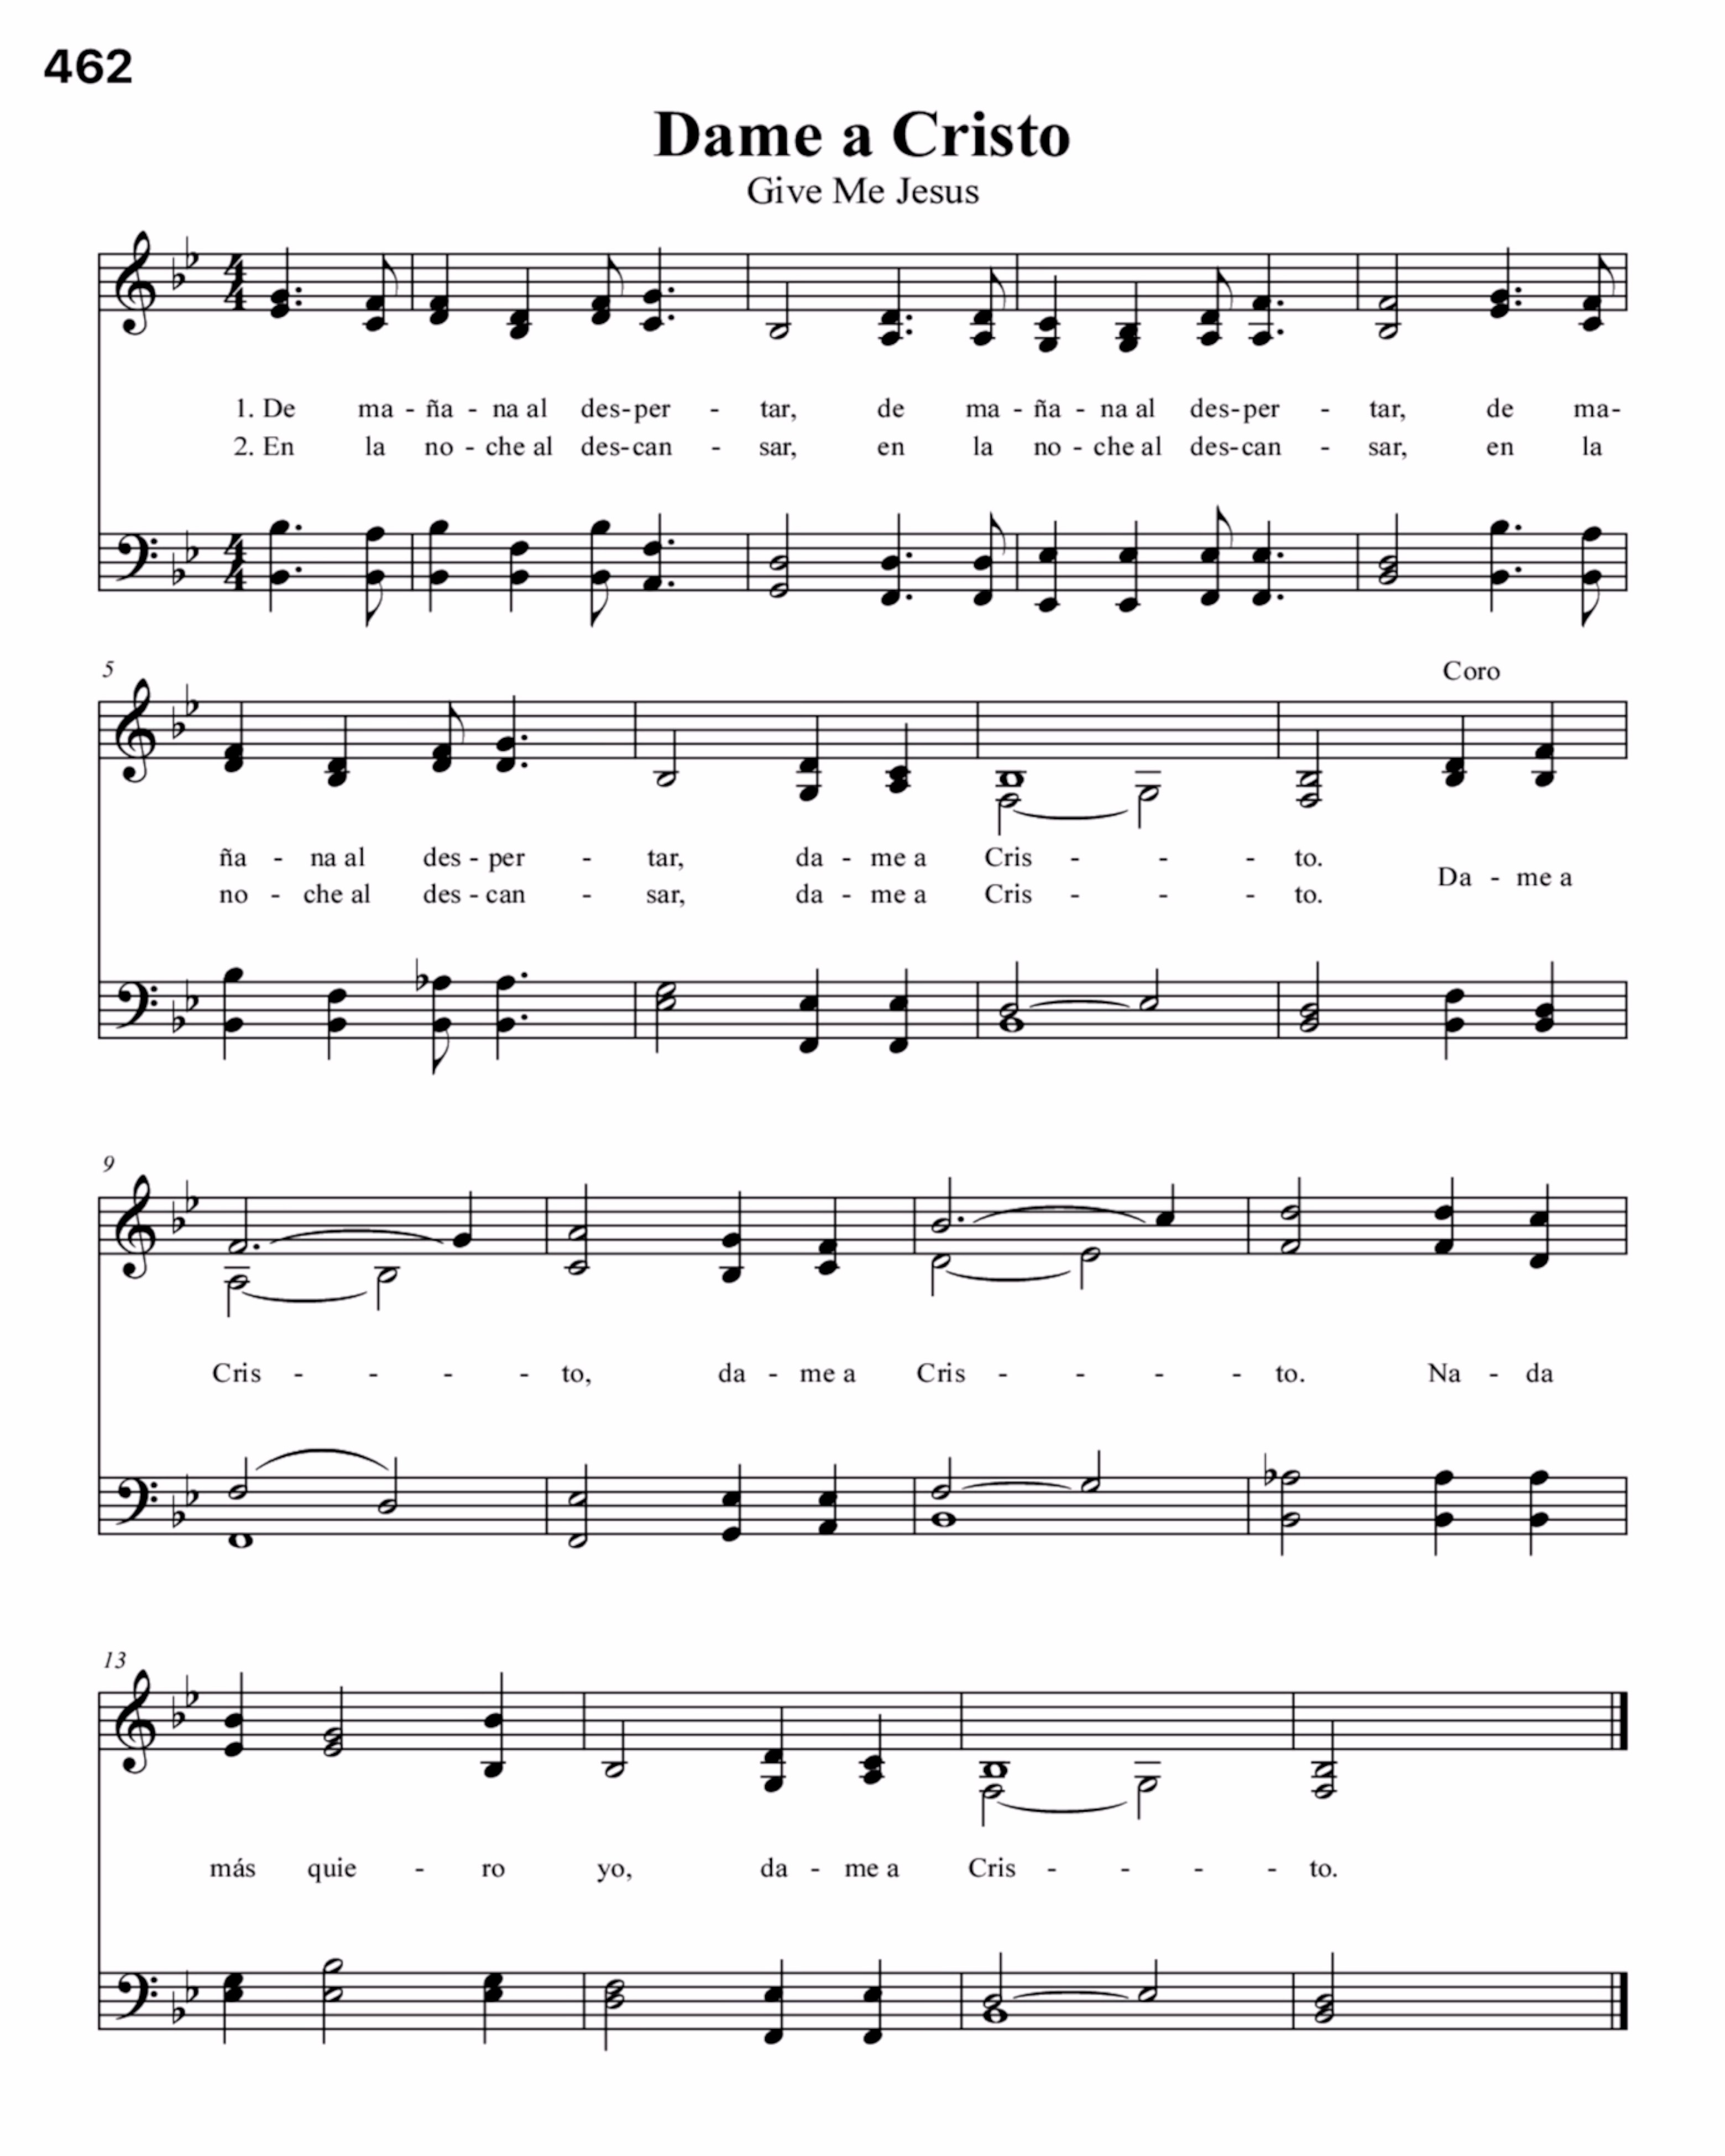 462
Dame a Cristo
Give Me Jesus
4 4
1. De ma - ña - na al des-per - tar, de ma - ña - na al des-per - tar, de ma-
2. En la no - che al des-can - sar, en la no - che al des-can - sar, en la
4 4
5
Coro
ña - na al des - per - tar, da - me a Cris - - - to.
Da - me a
no - che al des - can - sar, da - me a Cris - - - to.
9
Cris - - - - to, da - me a Cris - - - - to. Na - da
13
más quie - ro yo, da - me a Cris - - - - to.